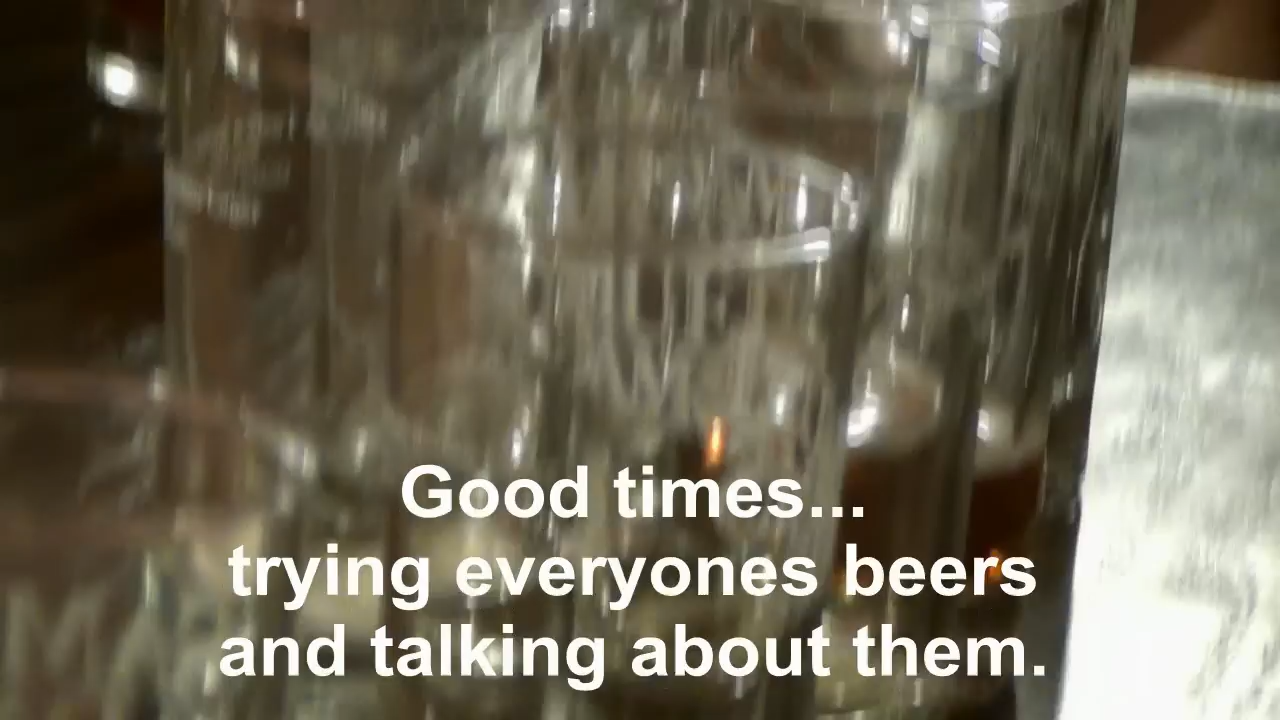 Good times...
trying everyones beers
and talking about them.